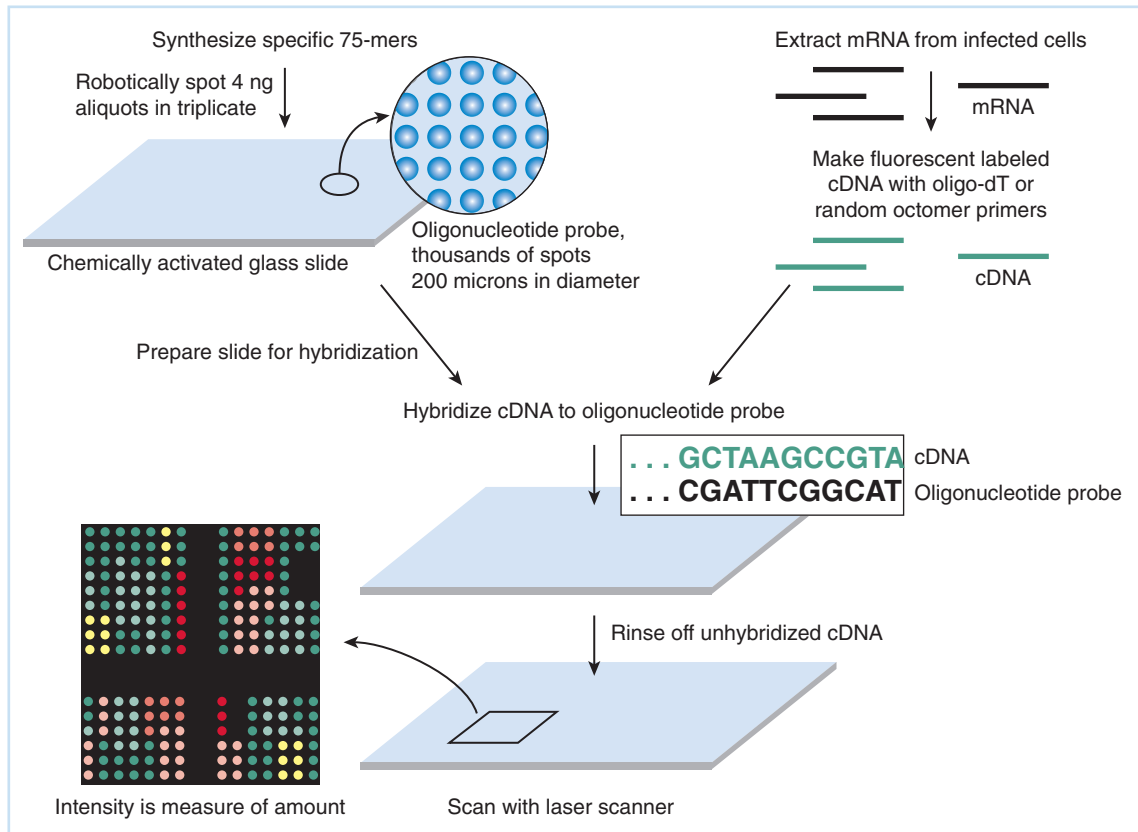 Synthesize specific 75-mers
Robotically spot 4 ng
aliquots in triplicate
Chemically activated glass slide
Oligonucleotide probe,
thousands of spots
200 microns in diameter
Extract mRNA from infected cells
mRNA
Make fluorescent labeled
cDNA with oligo-dT or
random octomer primers
cDNA
Prepare slide for hybridization
Hybridize cDNA to oligonucleotide probe
. . . GCTAAGCCGTA cDNA
. . . CGATTCGGCAT Oligonucleotide probe
Rinse off unhybridized cDNA
Intensity is measure of amount
Scan with laser scanner